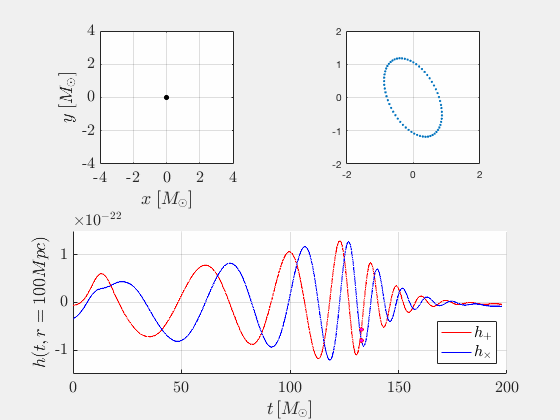 4
2
0
-2
-4
-4 -2 0 2 4
y [M⊙]
x [M⊙]
2
1
0
-1
-2
-2 0 2
×10⁻²²
1
0
-1
0 50 100 150 200
h(t, r = 100Mpc)
t [M⊙]
h₊
h×